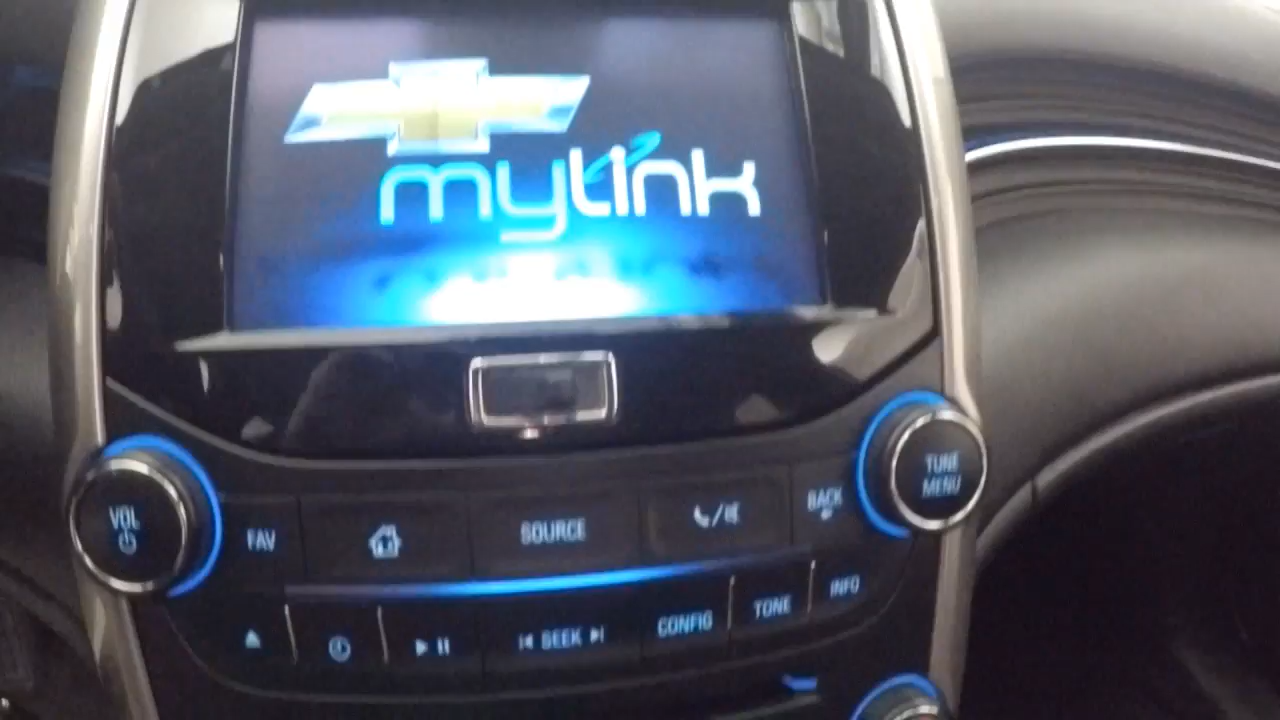 mylink
VOL
FAV
SOURCE
BACK
TUNE
MENU
SEEK
CONFIG
TONE
INFO